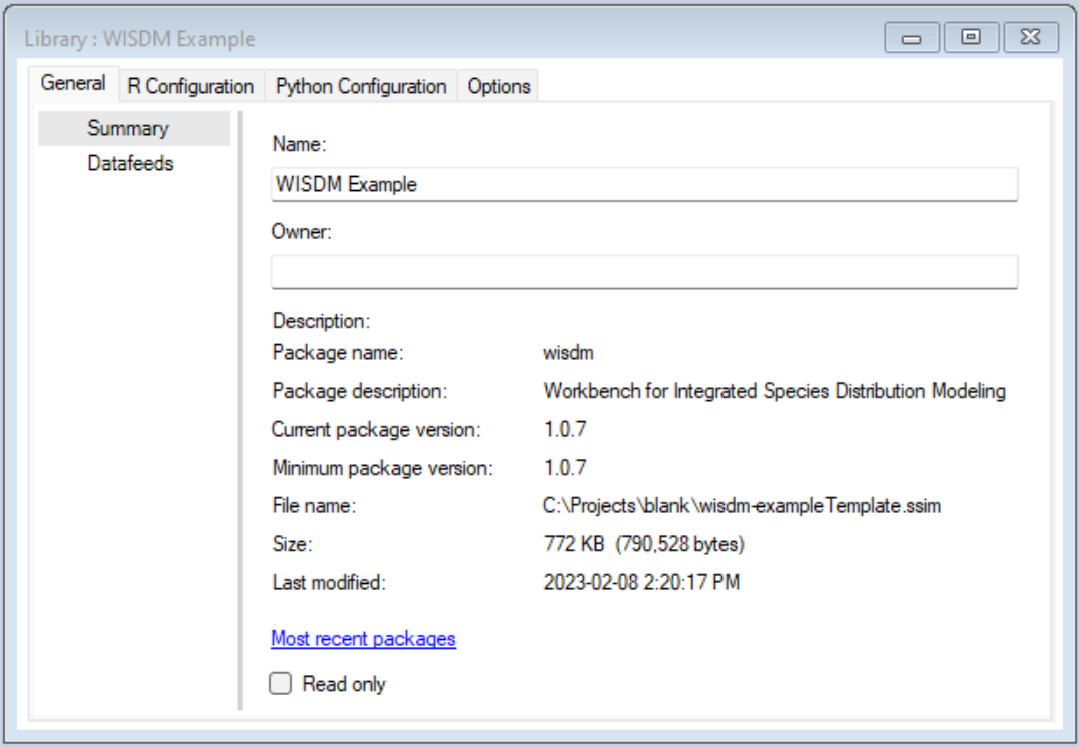 Library : WISDM Example
General R Configuration Python Configuration Options
Summary
Datafeeds
Name:
WISDM Example
Owner:
Description:
Package name: wisdm
Package description: Workbench for Integrated Species Distribution Modeling
Current package version: 1.0.7
Minimum package version: 1.0.7
File name: C:\Projects\blank\wisdm-exampleTemplate.ssim
Size: 772 KB (790,528 bytes)
Last modified: 2023-02-08 2:20:17 PM
Most recent packages
Read only